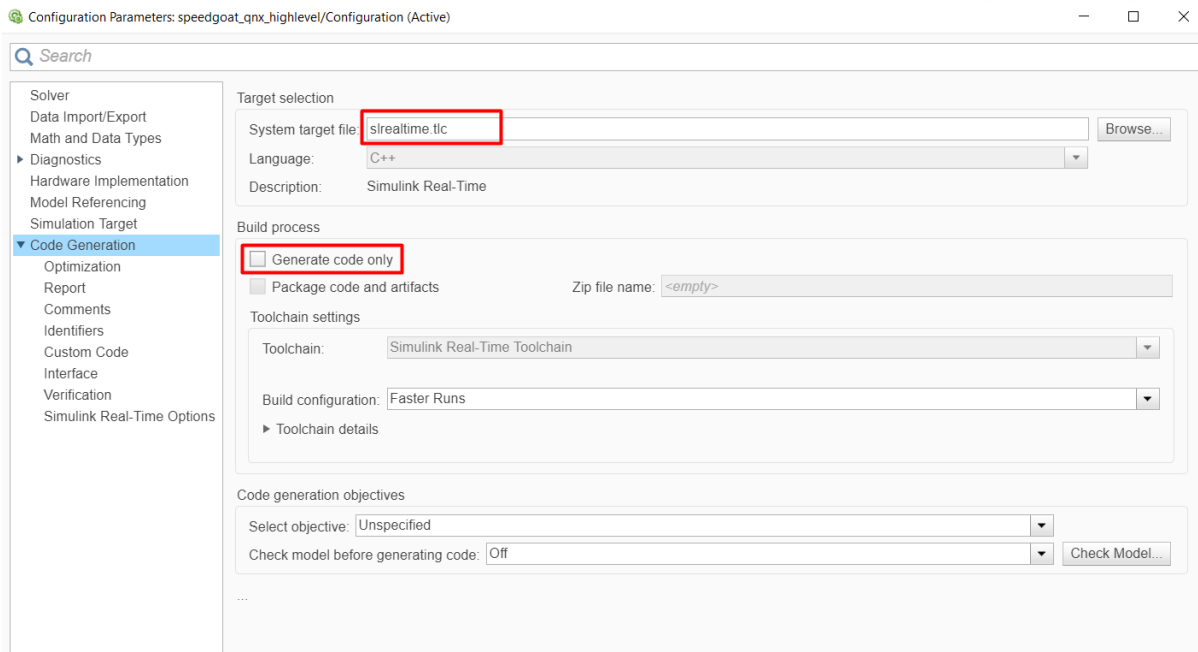 Configuration Parameters: speedgoat_qnx_highlevel/Configuration (Active)
Search
Solver
Data Import/Export
Math and Data Types
Diagnostics
Hardware Implementation
Model Referencing
Simulation Target
Code Generation
Optimization
Report
Comments
Identifiers
Custom Code
Interface
Verification
Simulink Real-Time Options
Target selection
System target file: slrealtime.tlc Browse...
Language: C++
Description: Simulink Real-Time
Build process
Generate code only
Package code and artifacts Zip file name: <empty>
Toolchain settings
Toolchain: Simulink Real-Time Toolchain
Build configuration: Faster Runs
Toolchain details
Code generation objectives
Select objective: Unspecified
Check model before generating code: Off Check Model...
...